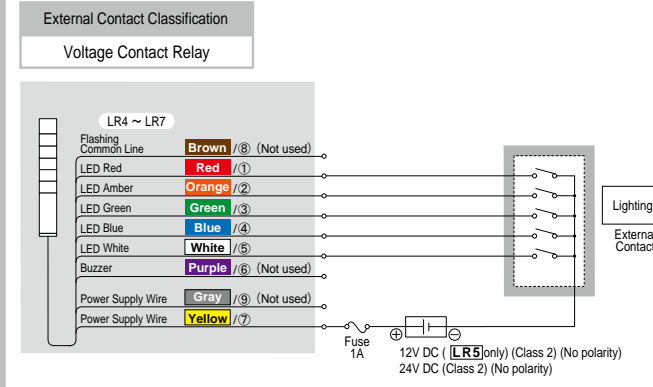 External Contact Classification
Voltage Contact Relay
LR4 ~ LR7
Flashing
Common Line Brown /⑧ (Not used)
LED Red Red /①
LED Amber Orange /②
LED Green Green /③
LED Blue Blue /④
LED White White /⑤
Buzzer Purple /⑥ (Not used)
Power Supply Wire Gray /⑨ (Not used)
Power Supply Wire Yellow /⑦
Lighting
External
Contact
Fuse
1A
⊕ ⊖
12V DC ( LR5 only) (Class 2) (No polarity)
24V DC (Class 2) (No polarity)